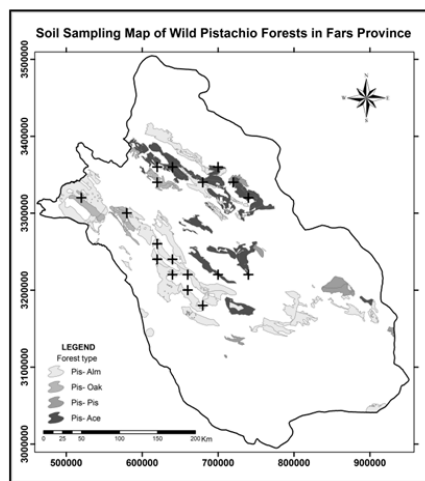 Soil Sampling Map of Wild Pistachio Forests in Fars Province
N
W E
S
3500000
3400000
3300000
3200000
3100000
3000000
LEGEND
Forest type
Pis- Alm
Pis- Oak
Pis- Pis
Pis- Ace
0 25 50 100 150 200
Km
500000 600000 700000 800000 900000